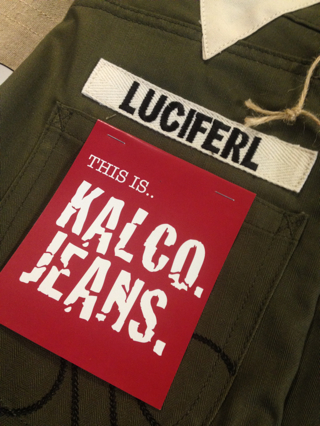 LUCIFERL
THIS IS..
KALCO.
JEANS.